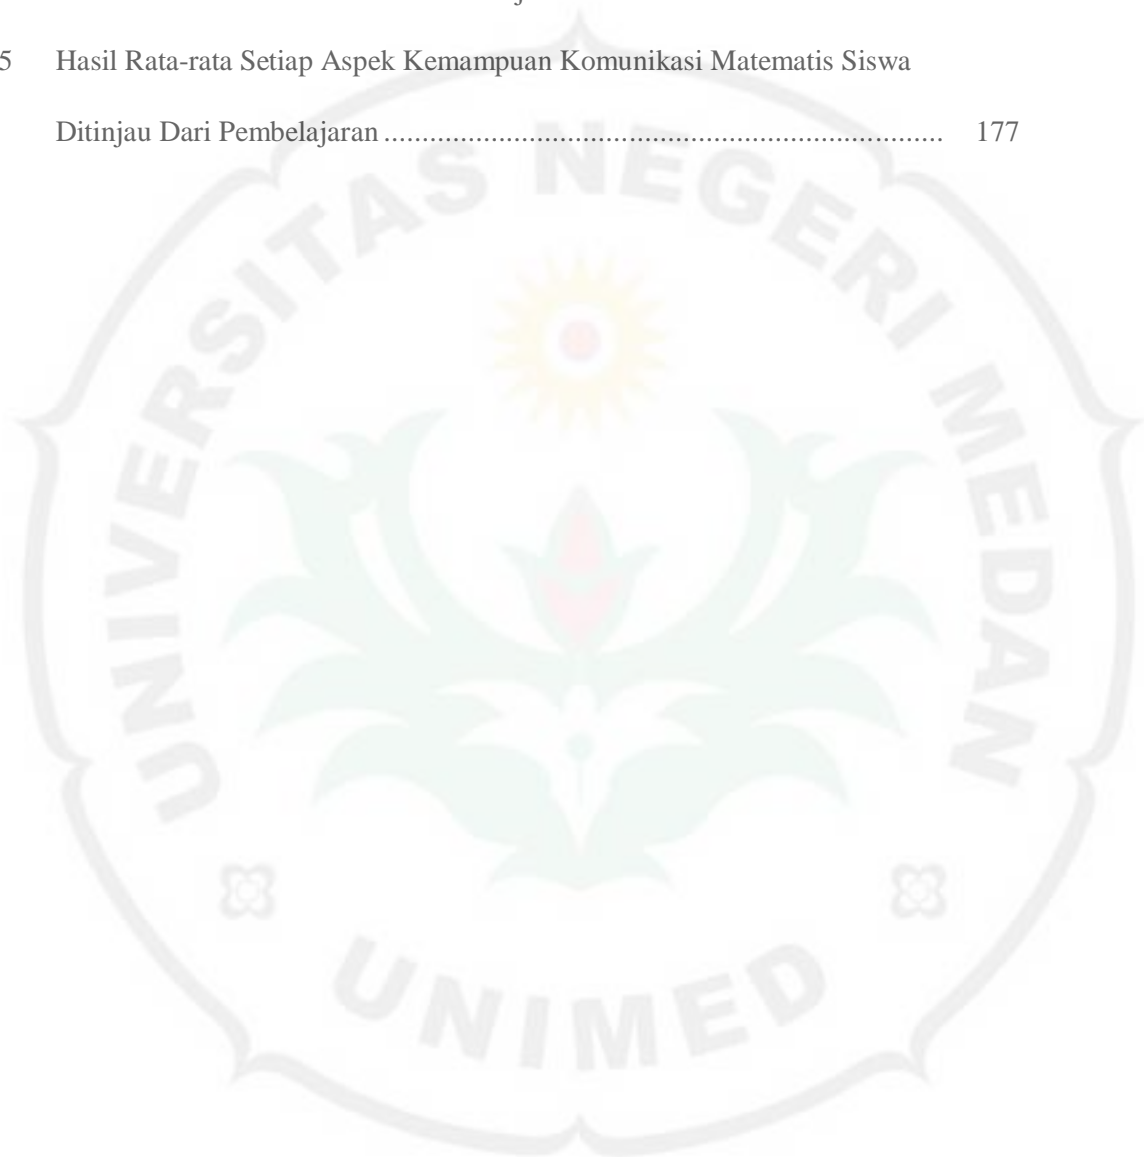 5 Hasil Rata-rata Setiap Aspek Kemampuan Komunikasi Matematis Siswa
Ditinjau Dari Pembelajaran ........................................................................... 177
UNIVERSITAS NEGERI MEDAN
UNIMED